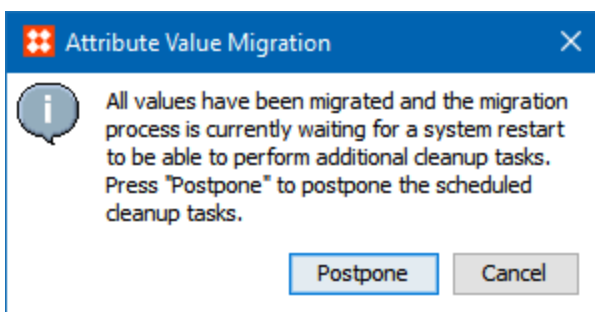 Attribute Value Migration
All values have been migrated and the migration
process is currently waiting for a system restart
to be able to perform additional cleanup tasks.
Press "Postpone" to postpone the scheduled
cleanup tasks.
Postpone Cancel